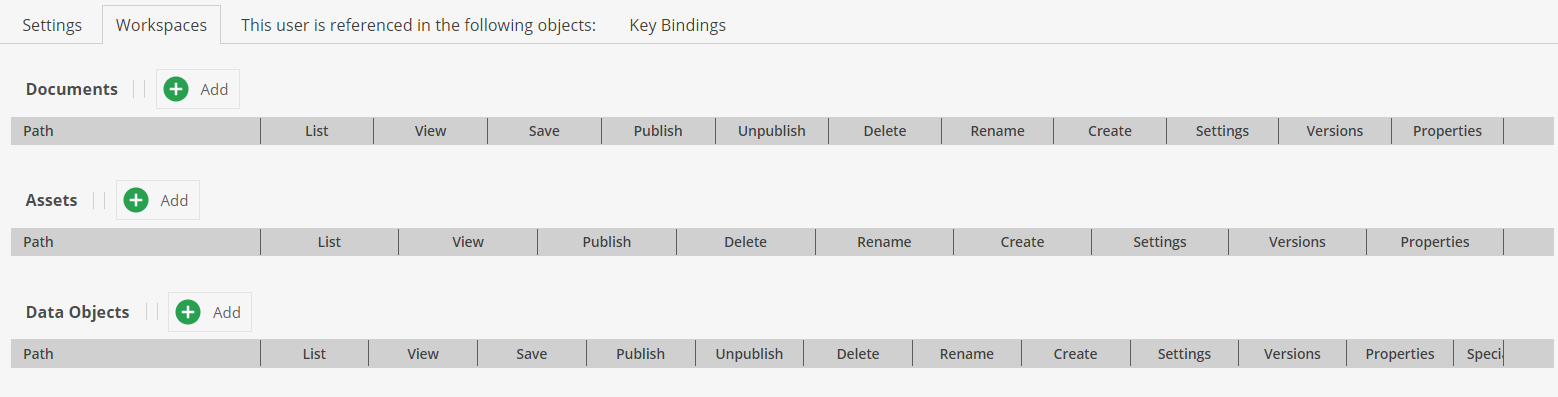 Settings Workspaces This user is referenced in the following objects: Key Bindings
Documents Add
Path List View Save Publish Unpublish Delete Rename Create Settings Versions Properties
Assets Add
Path List View Publish Delete Rename Create Settings Versions Properties
Data Objects Add
Path List View Save Publish Unpublish Delete Rename Create Settings Versions Properties